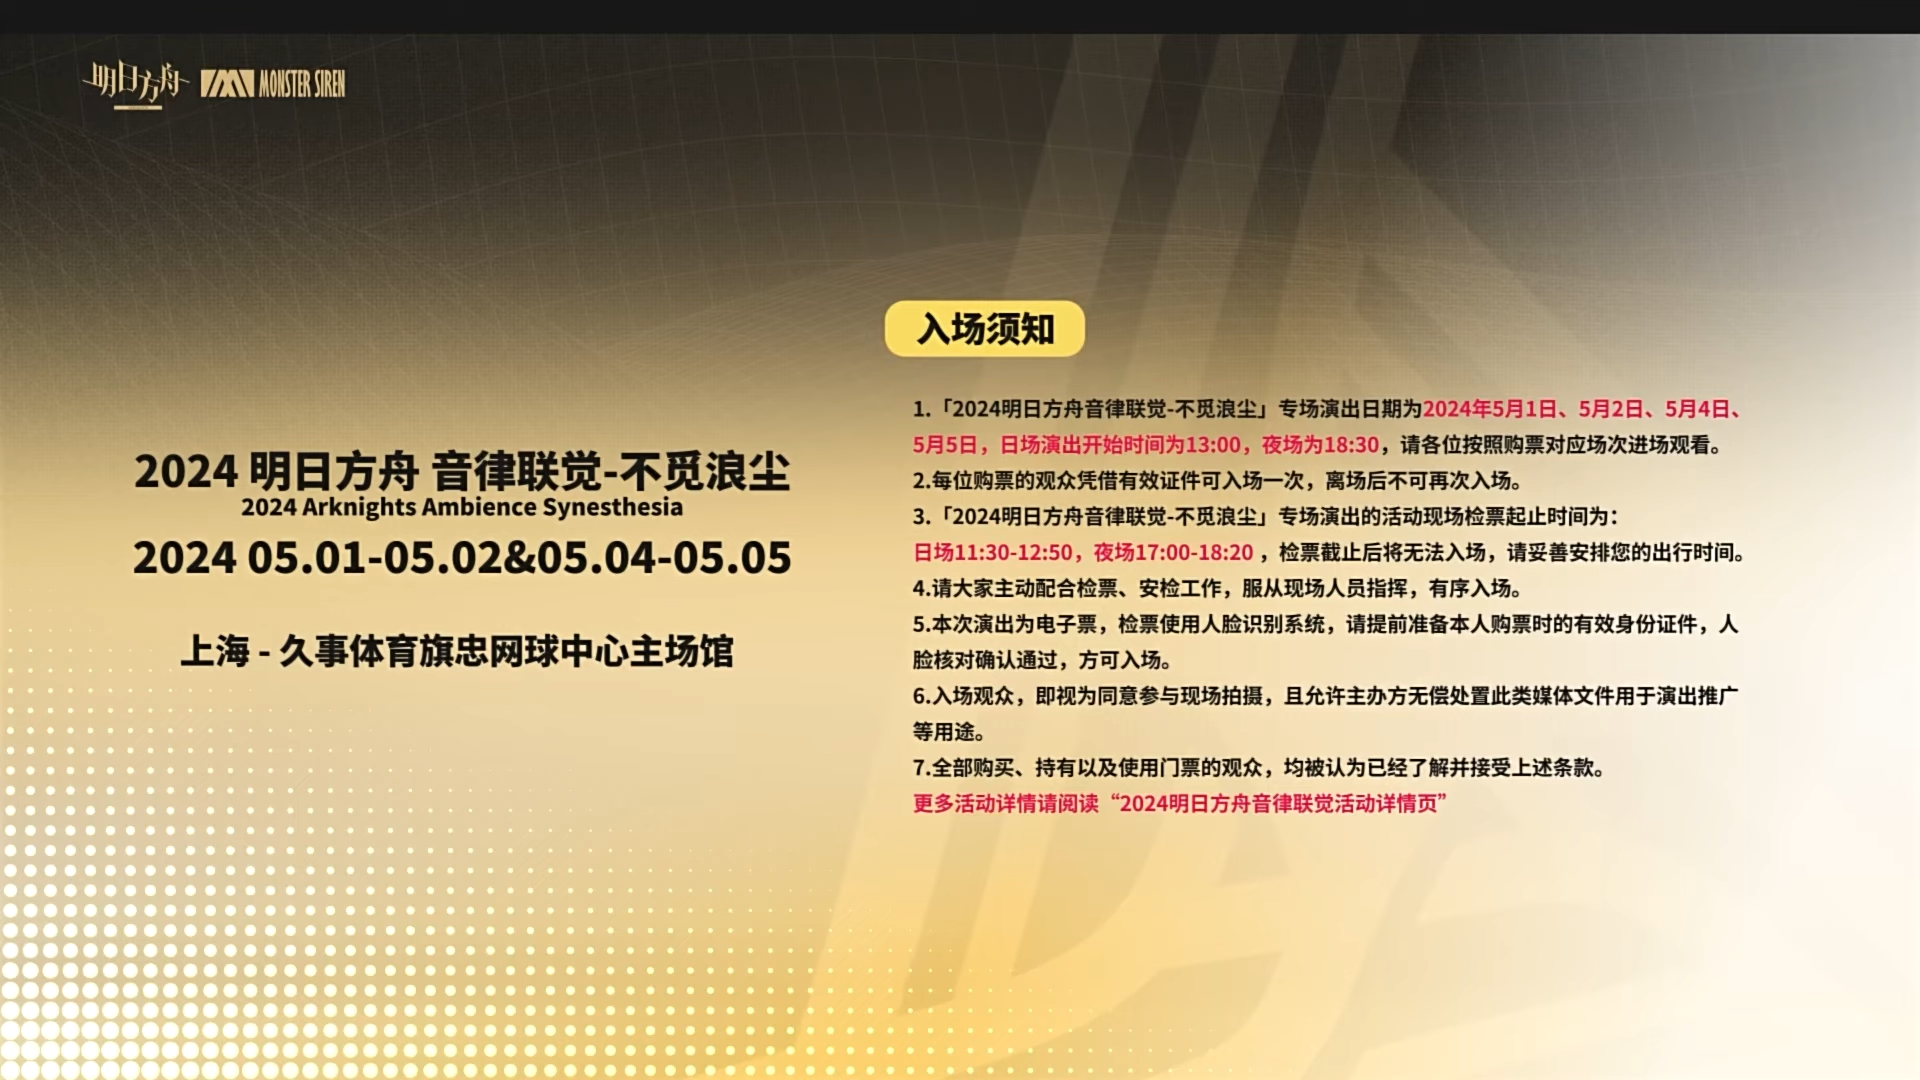 明日方舟 MONSTER SIREN
2024 明日方舟 音律联觉-不觅浪尘
2024 Arknights Ambience Synesthesia
2024 05.01-05.02&05.04-05.05
上海 - 久事体育旗忠网球中心主场馆
入场须知
1.「2024明日方舟音律联觉-不觅浪尘」专场演出日期为2024年5月1日、5月2日、5月4日、
5月5日，日场演出开始时间为13:00，夜场为18:30，请各位按照购票对应场次进场观看。
2.每位购票的观众凭借有效证件可入场一次，离场后不可再次入场。
3.「2024明日方舟音律联觉-不觅浪尘」专场演出的活动现场检票起止时间为：
日场11:30-12:50，夜场17:00-18:20 ，检票截止后将无法入场，请妥善安排您的出行时间。
4.请大家主动配合检票、安检工作，服从现场人员指挥，有序入场。
5.本次演出为电子票，检票使用人脸识别系统，请提前准备本人购票时的有效身份证件，人
脸核对确认通过，方可入场。
6.入场观众，即视为同意参与现场拍摄，且允许主办方无偿处置此类媒体文件用于演出推广
等用途。
7.全部购买、持有以及使用门票的观众，均被认为已经了解并接受上述条款。
更多活动详情请阅读“2024明日方舟音律联觉活动详情页”